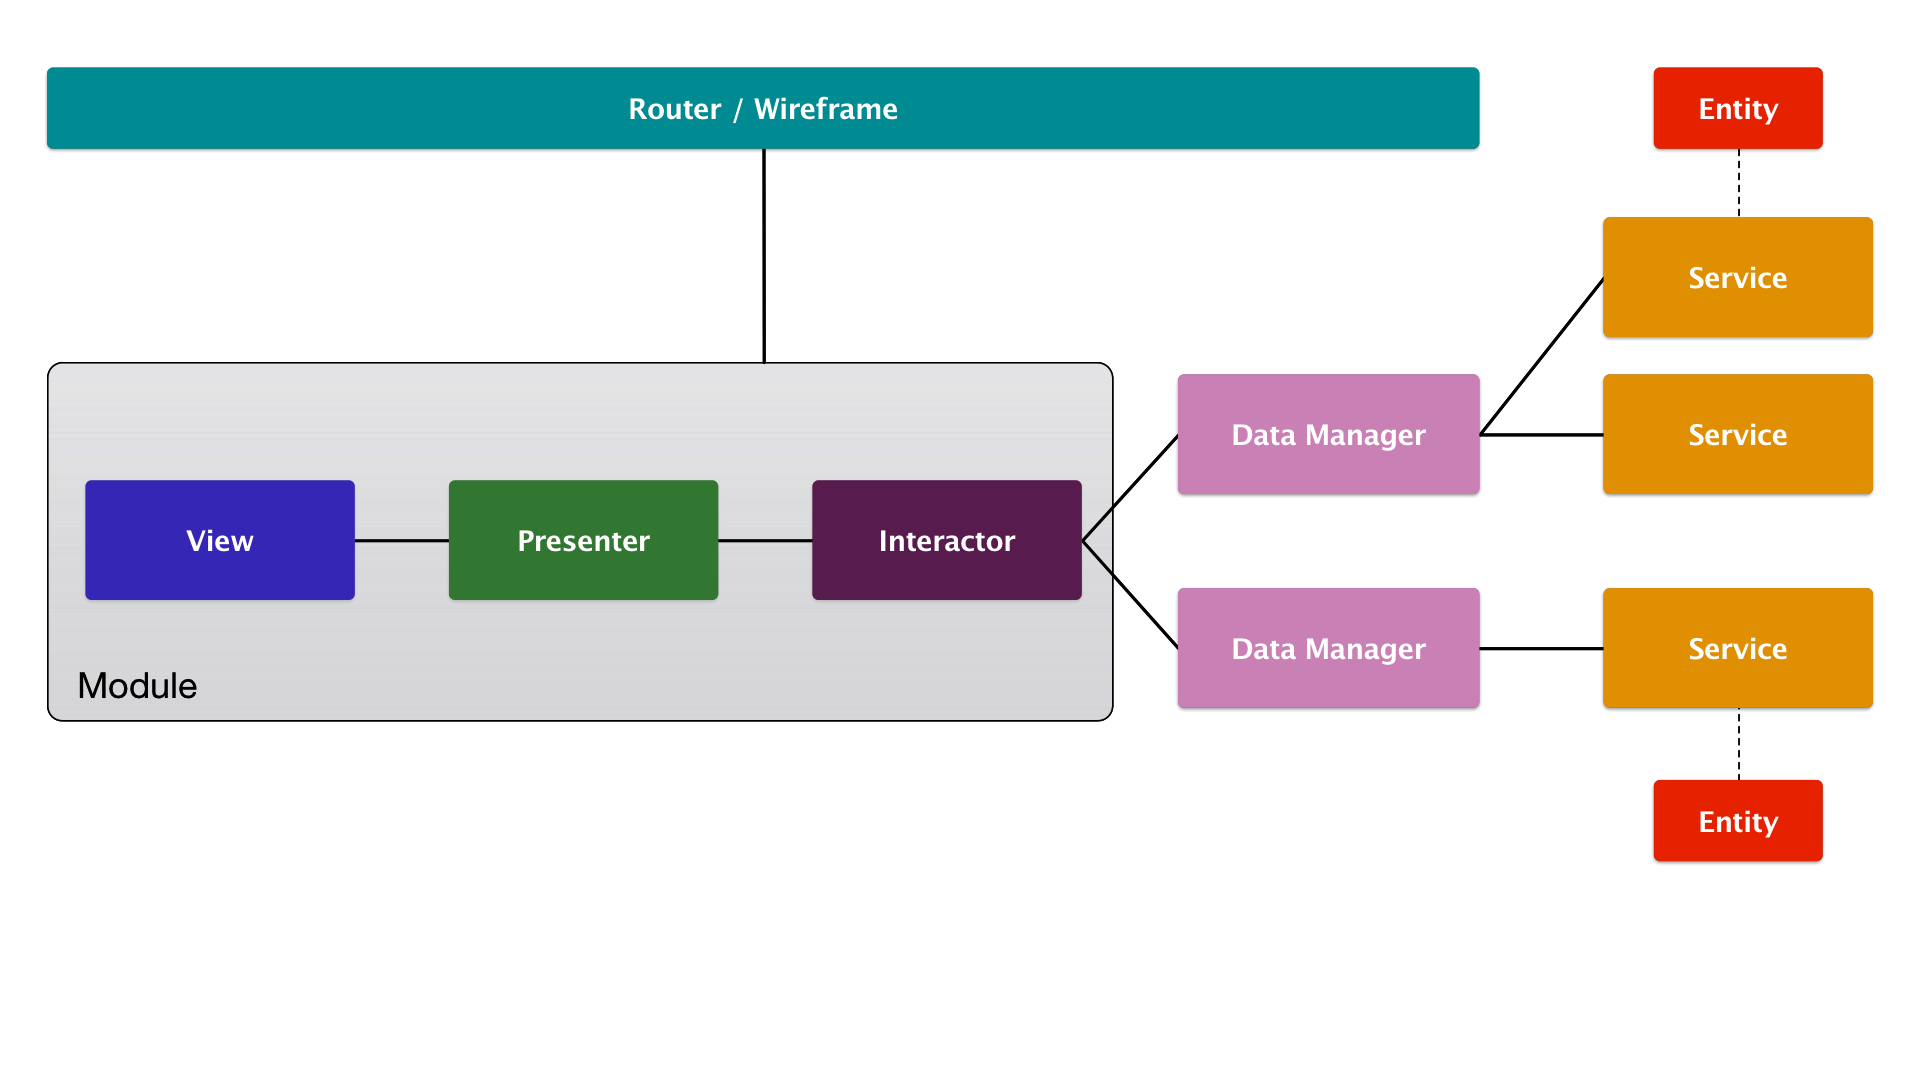 Router / Wireframe
Entity
Service
Data Manager
Service
View
Presenter
Interactor
Data Manager
Service
Module
Entity